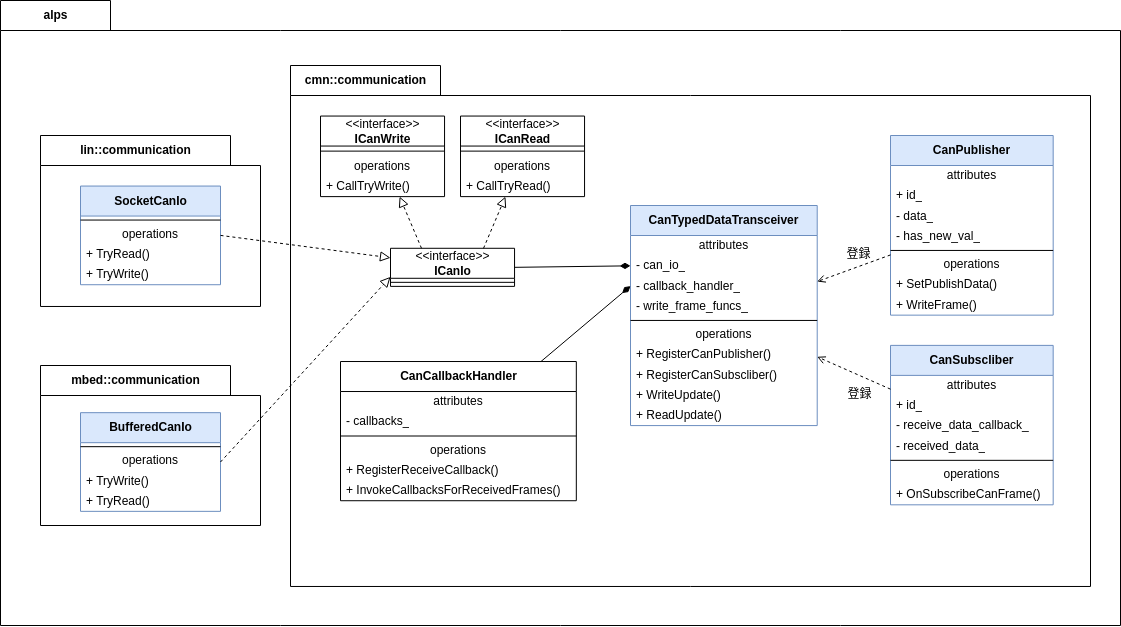 alps
cmn::communication
<<interface>>
ICanWrite
operations
+ CallTryWrite()
<<interface>>
ICanRead
operations
+ CallTryRead()
lin::communication
SocketCanIo
operations
+ TryRead()
+ TryWrite()
<<interface>>
ICanIo
mbed::communication
BufferedCanIo
operations
+ TryWrite()
+ TryRead()
CanCallbackHandler
attributes
- callbacks_
operations
+ RegisterReceiveCallback()
+ InvokeCallbacksForReceivedFrames()
CanTypedDataTransceiver
attributes
- can_io_
- callback_handler_
- write_frame_funcs_
operations
+ RegisterCanPublisher()
+ RegisterCanSubscliber()
+ WriteUpdate()
+ ReadUpdate()
登録
登録
CanPublisher
attributes
+ id_
- data_
- has_new_val_
operations
+ SetPublishData()
+ WriteFrame()
CanSubscliber
attributes
+ id_
- receive_data_callback_
- received_data_
operations
+ OnSubscribeCanFrame()